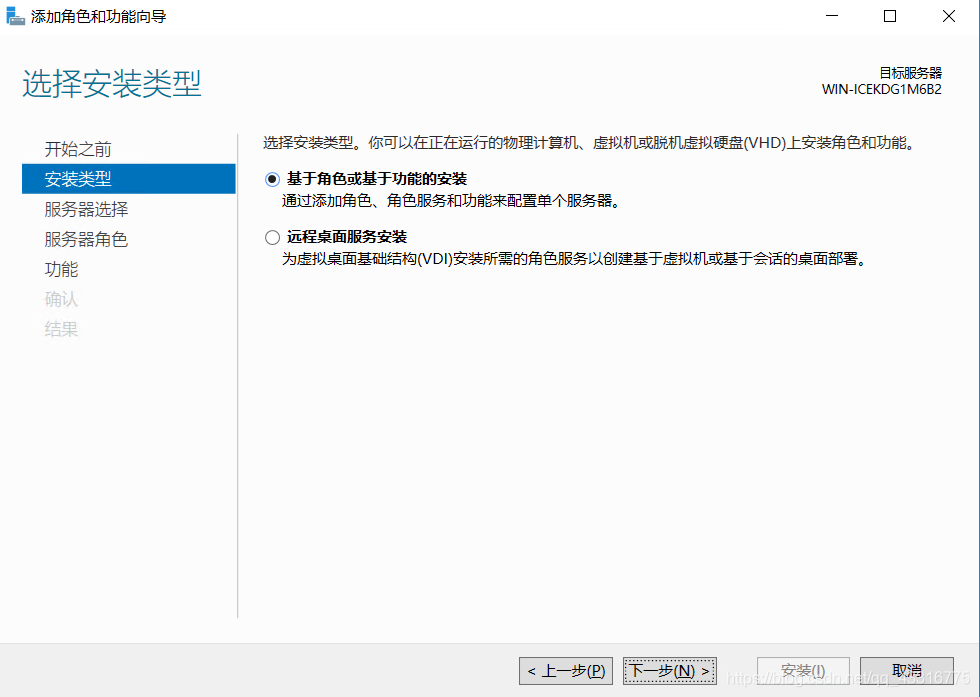 添加角色和功能向导
选择安装类型
目标服务器
WIN-ICEKDG1M6B2
开始之前
安装类型
服务器选择
服务器角色
功能
确认
结果
选择安装类型。你可以在正在运行的物理计算机、虚拟机或脱机虚拟硬盘(VHD)上安装角色和功能。
基于角色或基于功能的安装
通过添加角色、角色服务和功能来配置单个服务器。
远程桌面服务安装
为虚拟桌面基础结构(VDI)安装所需的角色服务以创建基于虚拟机或基于会话的桌面部署。
< 上一步(P) 下一步(N) > 安装(I) 取消